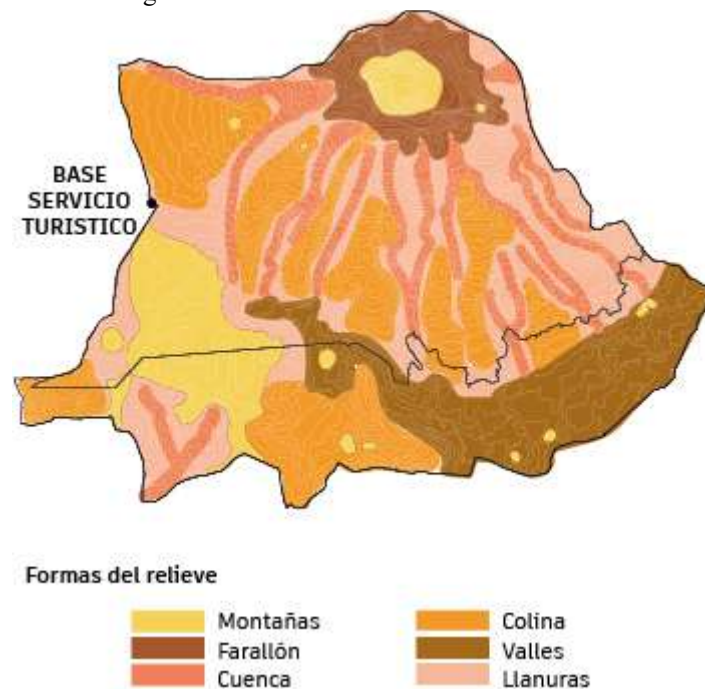 BASE
SERVICIO
TURISTICO
Formas del relieve
Montañas
Farallón
Cuenca
Colina
Valles
Llanuras